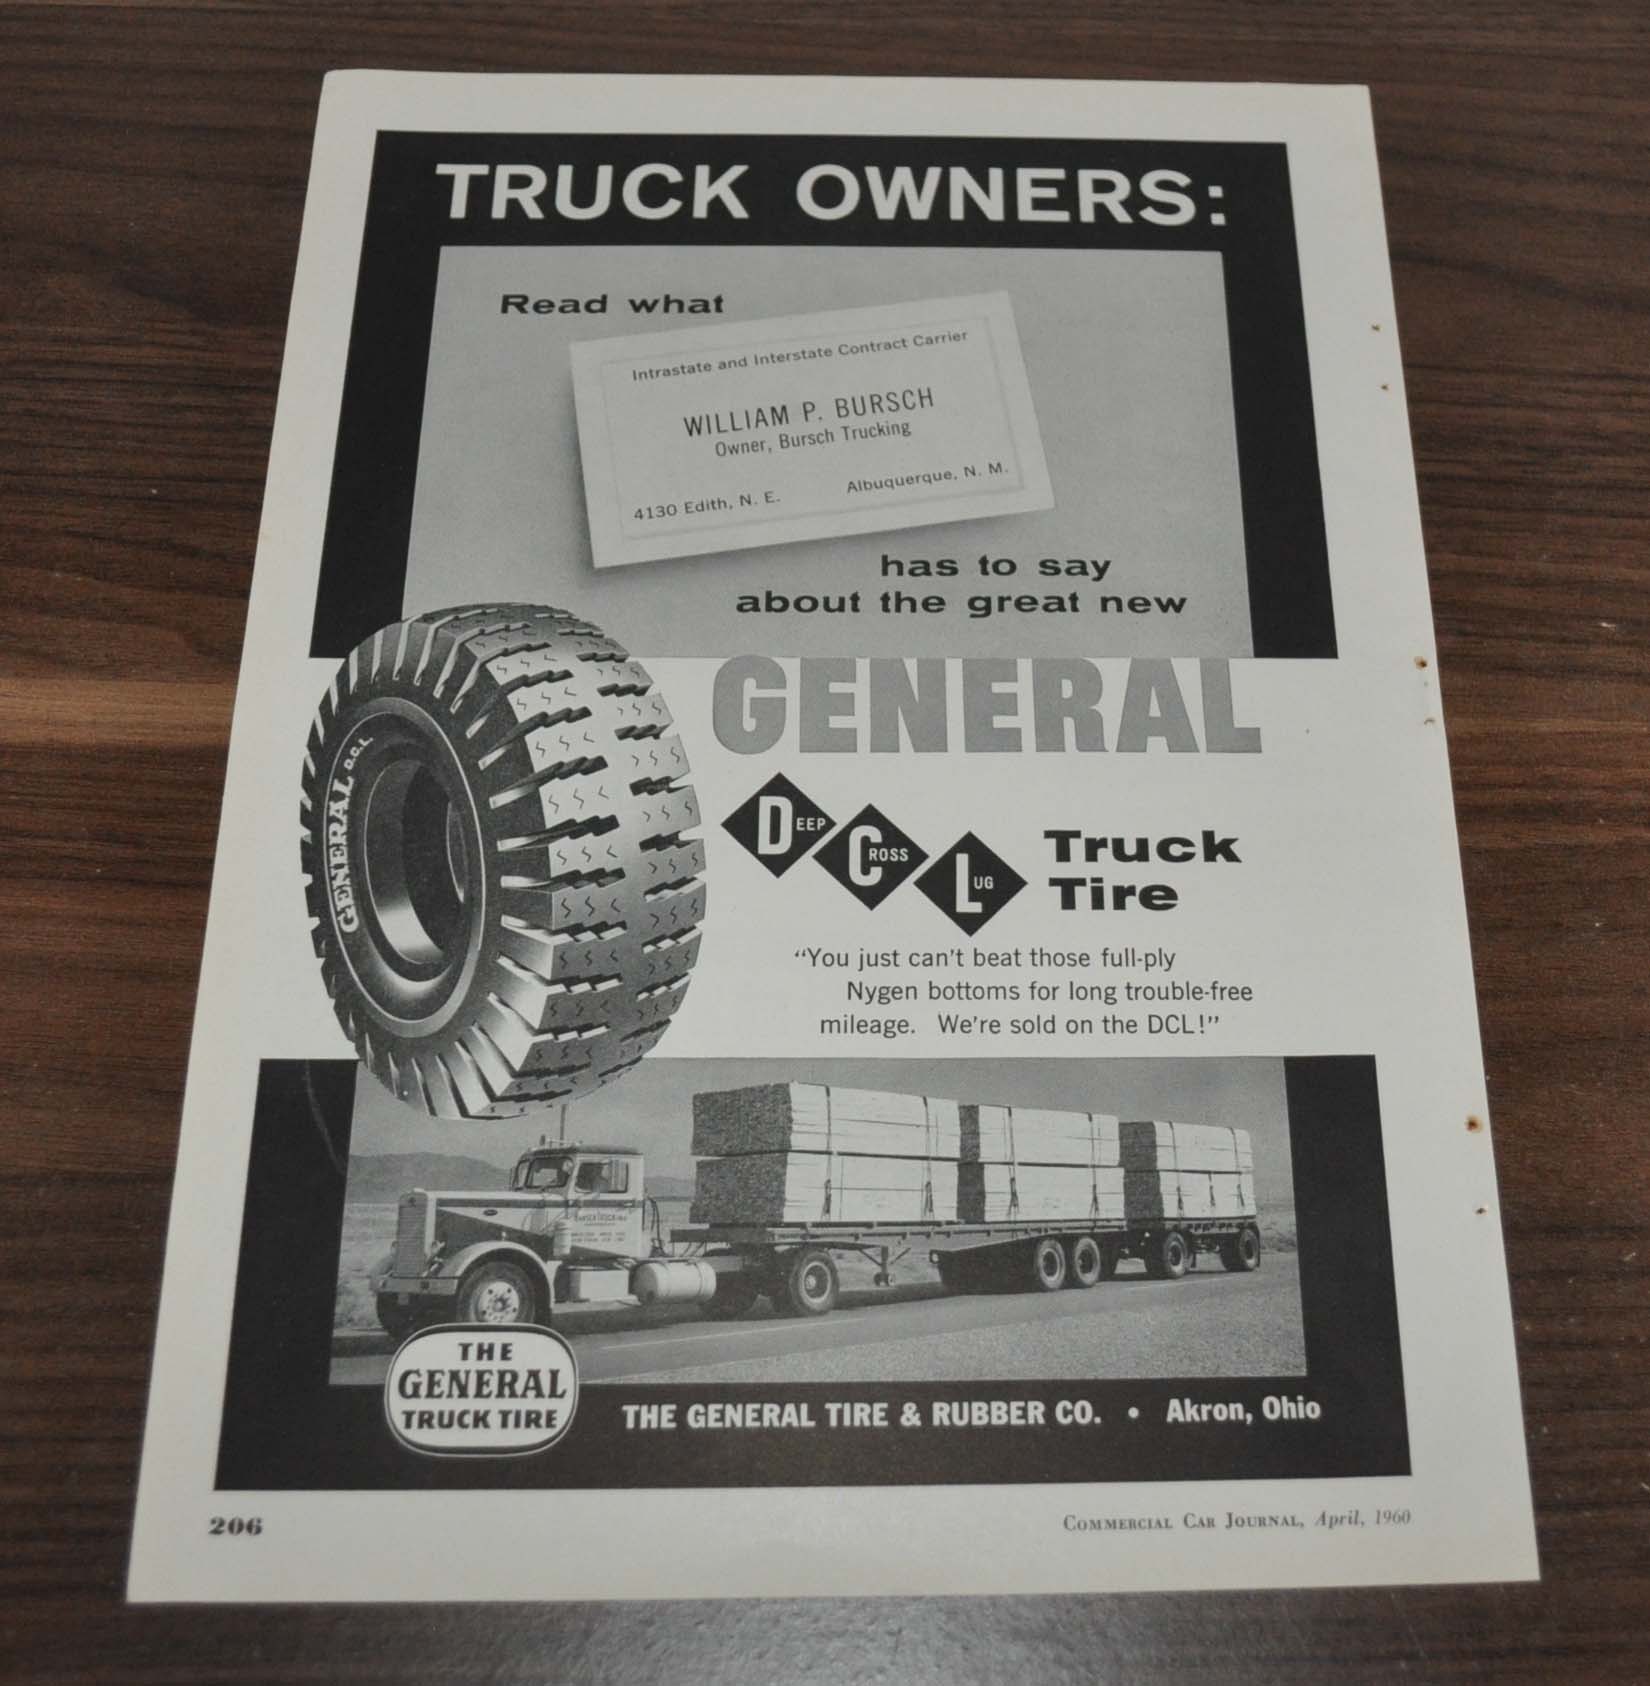 TRUCK OWNERS:
Read what
Intrastate and Interstate Contract Carrier
WILLIAM P. BURSCH
Owner, Bursch Trucking
4130 Edith, N. E. Albuquerque, N. M.
has to say
about the great new
GENERAL
GENERAL D.C.L.
DEEP
CROSS
LUG
Truck
Tire
"You just can't beat those full-ply
Nygen bottoms for long trouble-free
mileage. We're sold on the DCL!"
THE
GENERAL
TRUCK TIRE
THE GENERAL TIRE & RUBBER CO. • Akron, Ohio
206
COMMERCIAL CAR JOURNAL, April, 1960